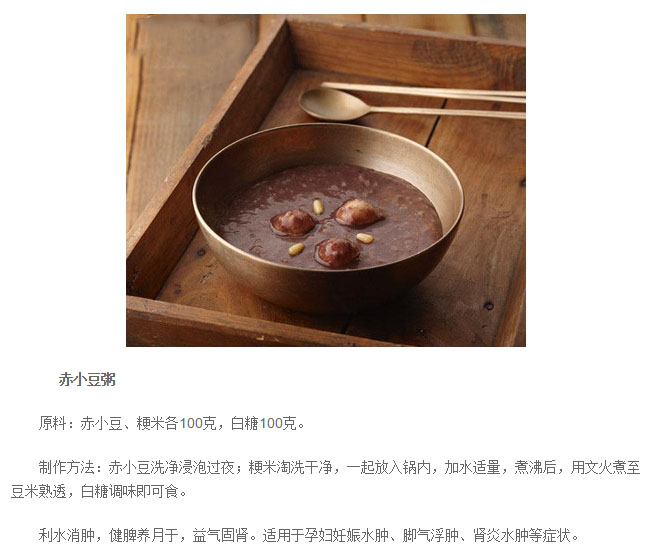 赤小豆粥
原料：赤小豆、粳米各100克，白糖100克。
制作方法：赤小豆洗净浸泡过夜；粳米淘洗干净，一起放入锅内，加水适量，煮沸后，用文火煮至
豆米熟透，白糖调味即可食。
利水消肿，健脾养月于，益气固肾。适用于孕妇妊娠水肿、脚气浮肿、肾炎水肿等症状。